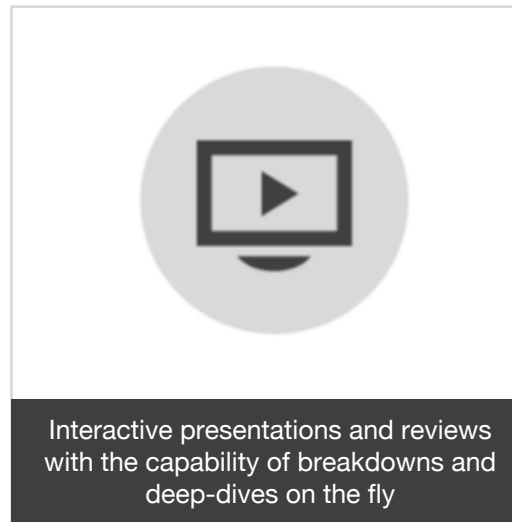 Interactive presentations and reviews
with the capability of breakdowns and
deep-dives on the fly